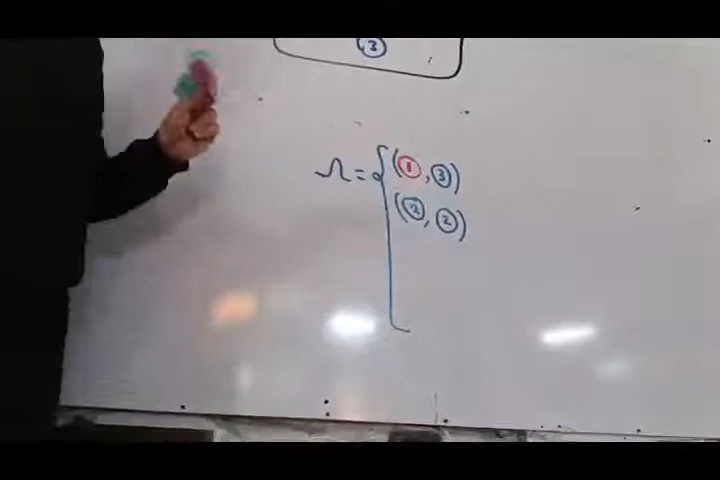 , ③
Ω = { (①, ③)
(②, ②)